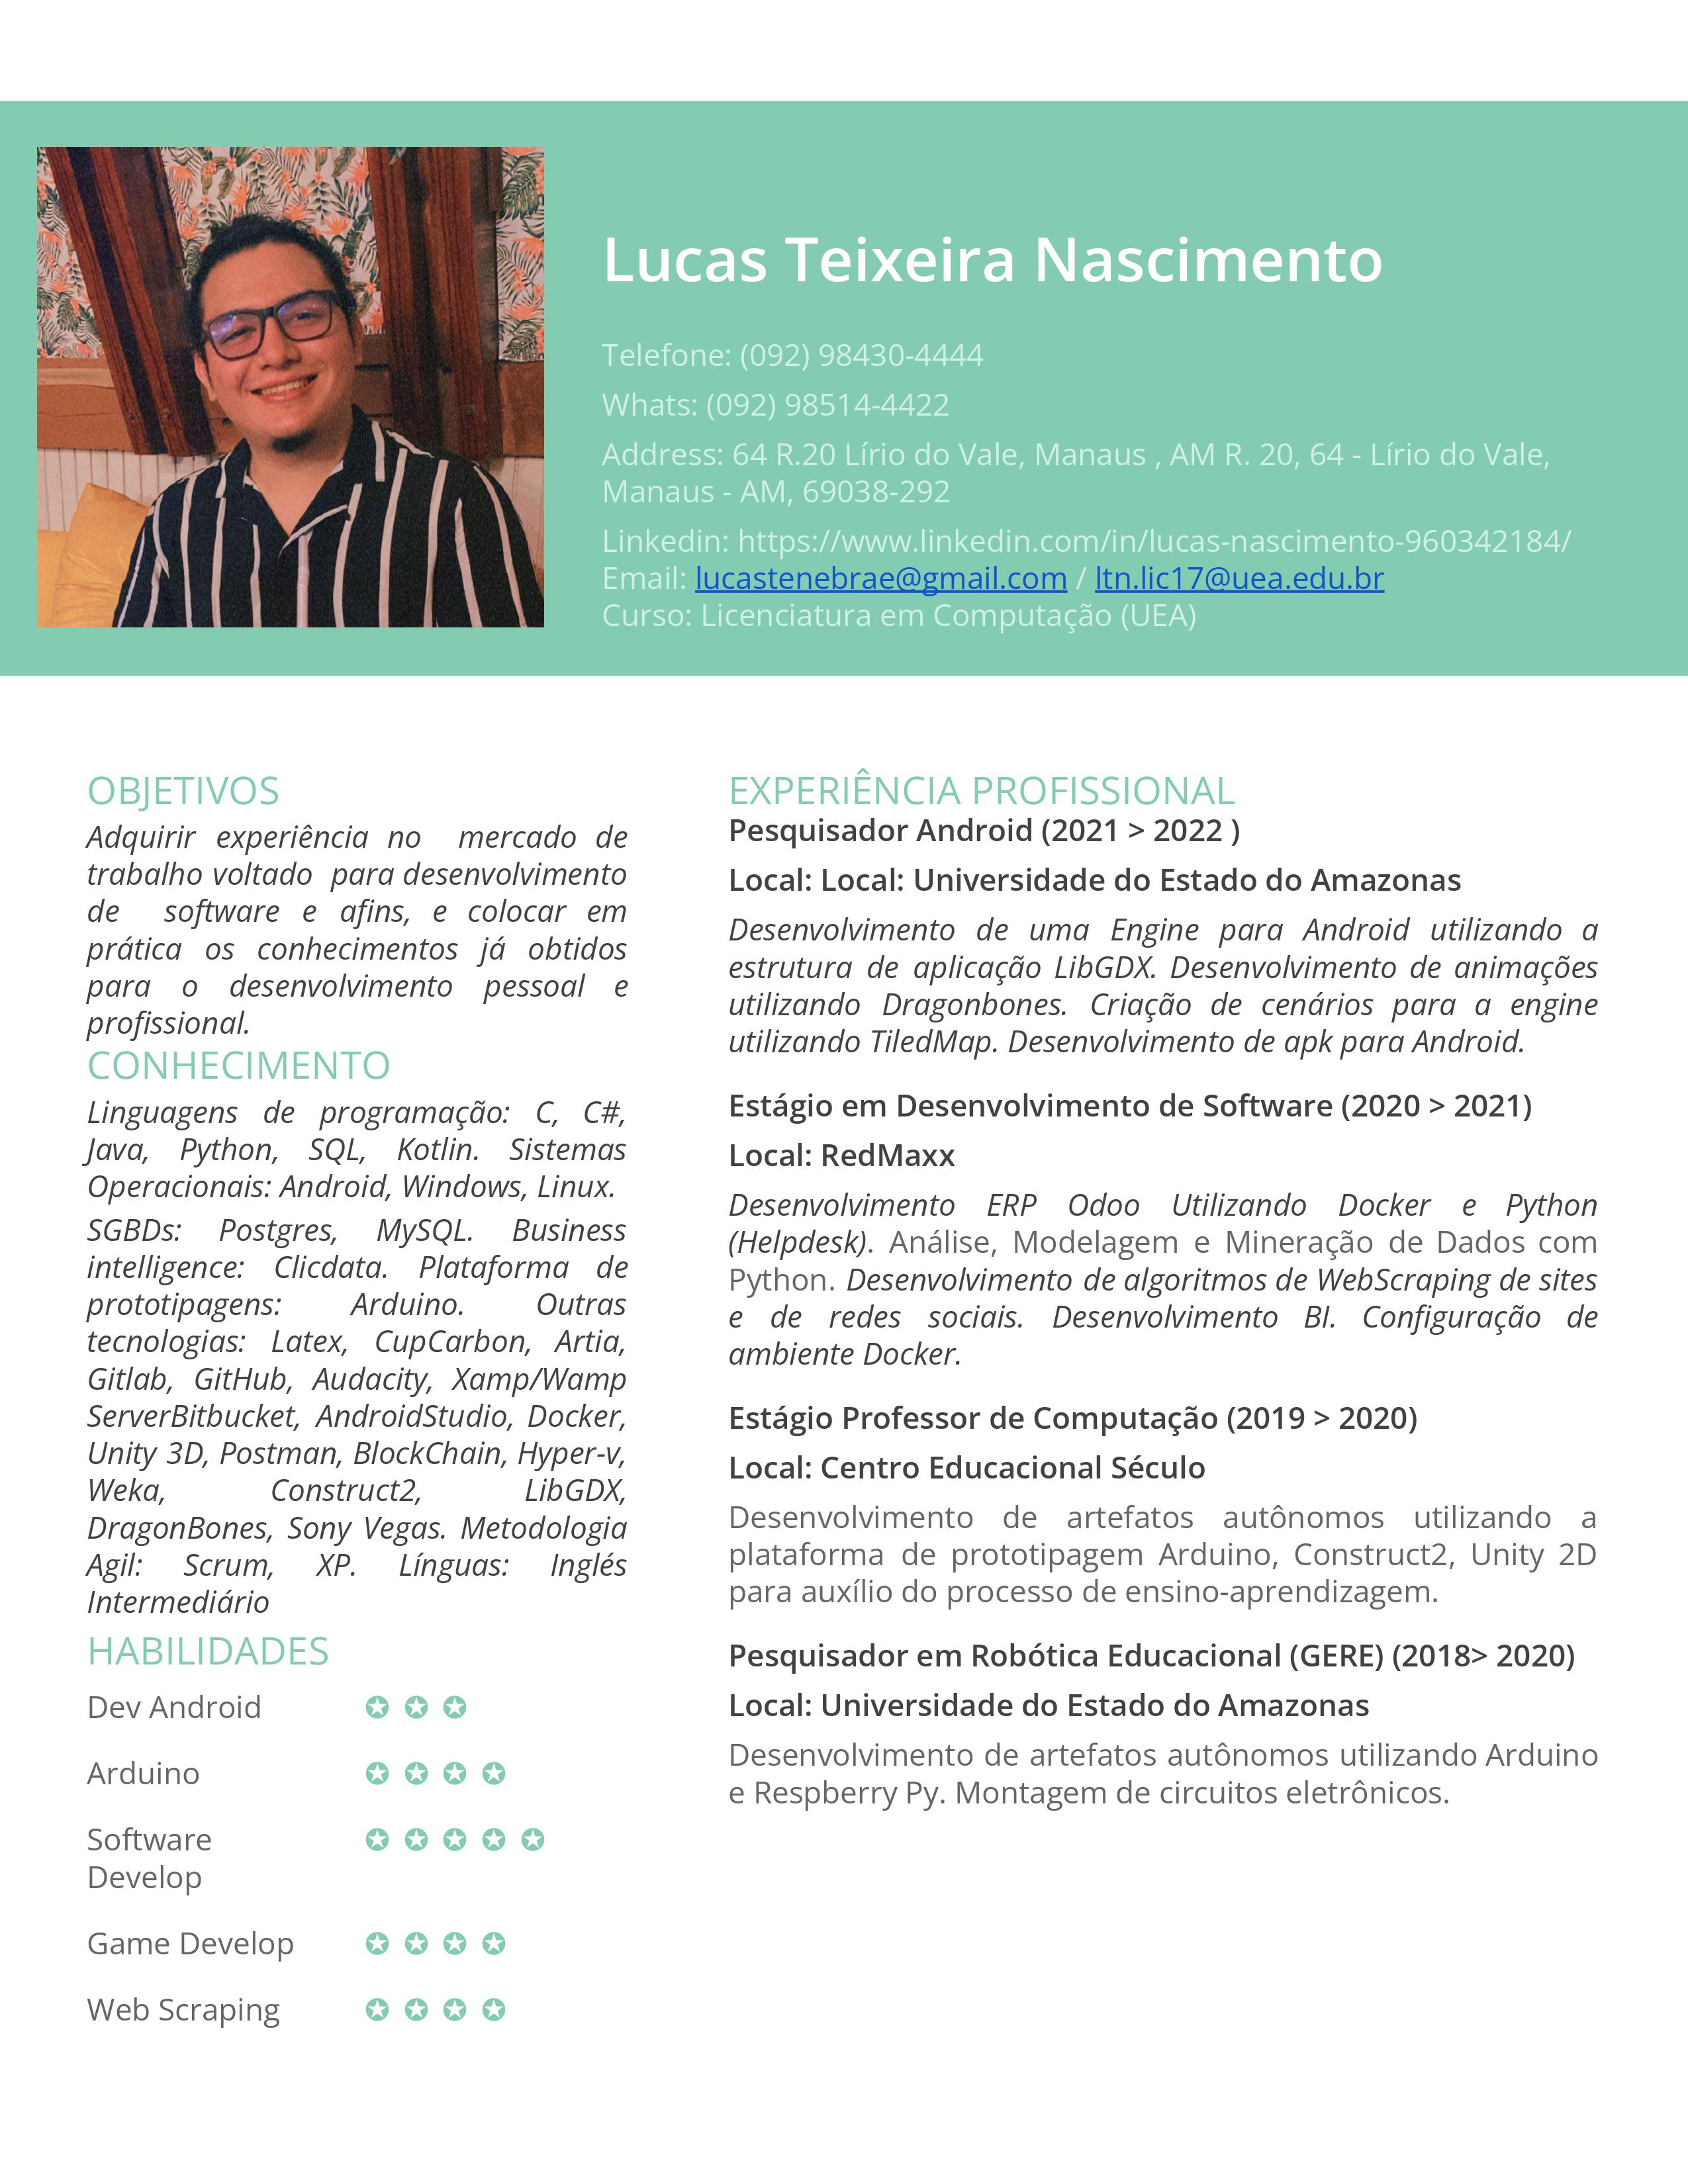 Lucas Teixeira Nascimento
Telefone: (092) 98430-4444
Whats: (092) 98514-4422
Address: 64 R.20 Lírio do Vale, Manaus , AM R. 20, 64 - Lírio do Vale,
Manaus - AM, 69038-292
Linkedin: https://www.linkedin.com/in/lucas-nascimento-960342184/
Email: lucastenebrae@gmail.com / ltn.lic17@uea.edu.br
Curso: Licenciatura em Computação (UEA)
OBJETIVOS
Adquirir experiência no mercado de
trabalho voltado para desenvolvimento
de software e afins, e colocar em
prática os conhecimentos já obtidos
para o desenvolvimento pessoal e
profissional.
CONHECIMENTO
Linguagens de programação: C, C#,
Java, Python, SQL, Kotlin. Sistemas
Operacionais: Android, Windows, Linux.
SGBDs: Postgres, MySQL. Business
intelligence: Clicdata. Plataforma de
prototipagens: Arduino. Outras
tecnologias: Latex, CupCarbon, Artia,
Gitlab, GitHub, Audacity, Xamp/Wamp
ServerBitbucket, AndroidStudio, Docker,
Unity 3D, Postman, BlockChain, Hyper-v,
Weka, Construct2, LibGDX,
DragonBones, Sony Vegas. Metodologia
Agil: Scrum, XP. Línguas: Inglés
Intermediário
HABILIDADES
Dev Android ✪ ✪ ✪
Arduino ✪ ✪ ✪ ✪
Software ✪ ✪ ✪ ✪ ✪
Develop
Game Develop ✪ ✪ ✪ ✪
Web Scraping ✪ ✪ ✪ ✪
EXPERIÊNCIA PROFISSIONAL
Pesquisador Android (2021 > 2022 )
Local: Local: Universidade do Estado do Amazonas
Desenvolvimento de uma Engine para Android utilizando a
estrutura de aplicação LibGDX. Desenvolvimento de animações
utilizando Dragonbones. Criação de cenários para a engine
utilizando TiledMap. Desenvolvimento de apk para Android.
Estágio em Desenvolvimento de Software (2020 > 2021)
Local: RedMaxx
Desenvolvimento ERP Odoo Utilizando Docker e Python
(Helpdesk). Análise, Modelagem e Mineração de Dados com
Python. Desenvolvimento de algoritmos de WebScraping de sites
e de redes sociais. Desenvolvimento BI. Configuração de
ambiente Docker.
Estágio Professor de Computação (2019 > 2020)
Local: Centro Educacional Século
Desenvolvimento de artefatos autônomos utilizando a
plataforma de prototipagem Arduino, Construct2, Unity 2D
para auxílio do processo de ensino-aprendizagem.
Pesquisador em Robótica Educacional (GERE) (2018> 2020)
Local: Universidade do Estado do Amazonas
Desenvolvimento de artefatos autônomos utilizando Arduino
e Respberry Py. Montagem de circuitos eletrônicos.